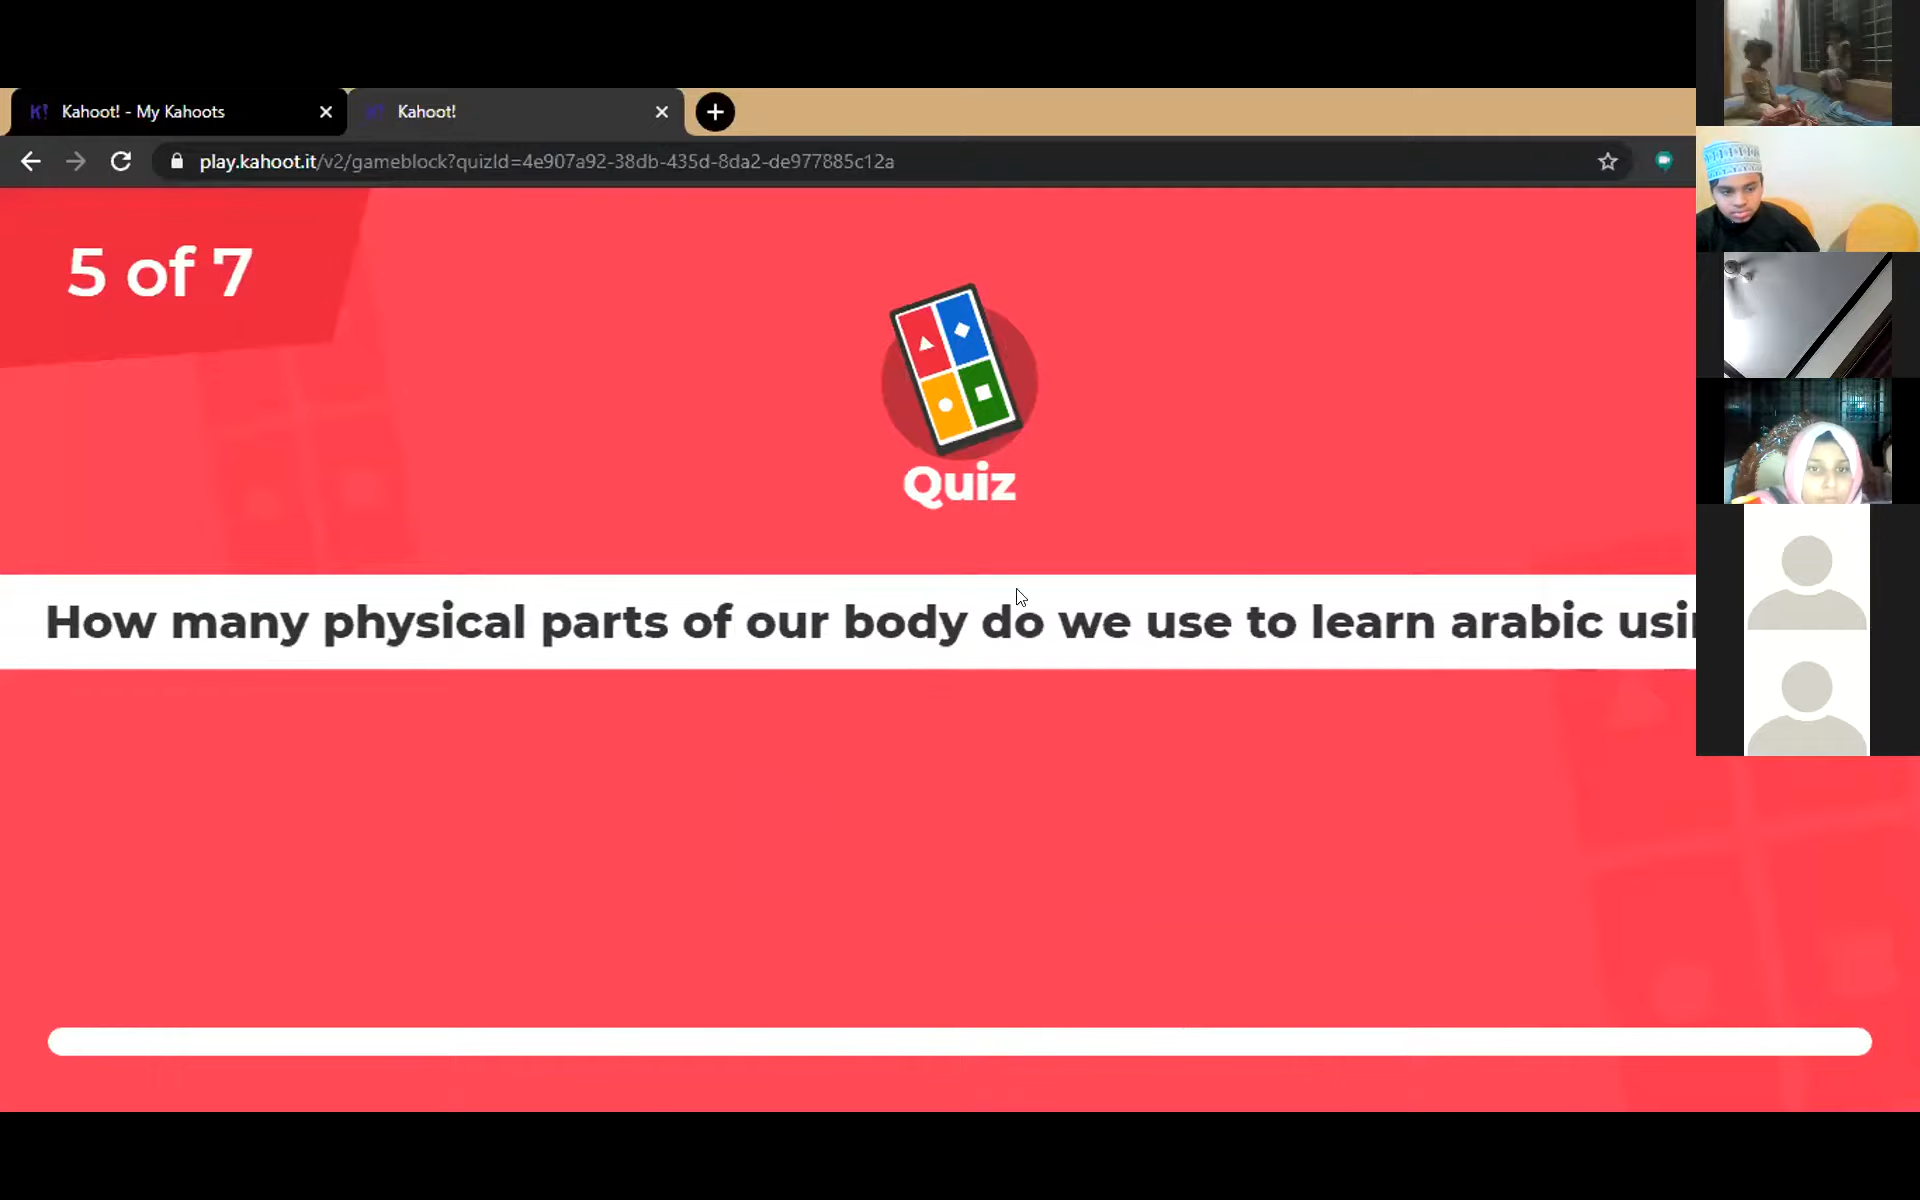 Kahoot! - My Kahoots
Kahoot!
play.kahoot.it/v2/gameblock?quizId=4e907a92-38db-435d-8da2-de977885c12a
5 of 7
Quiz
How many physical parts of our body do we use to learn arabic